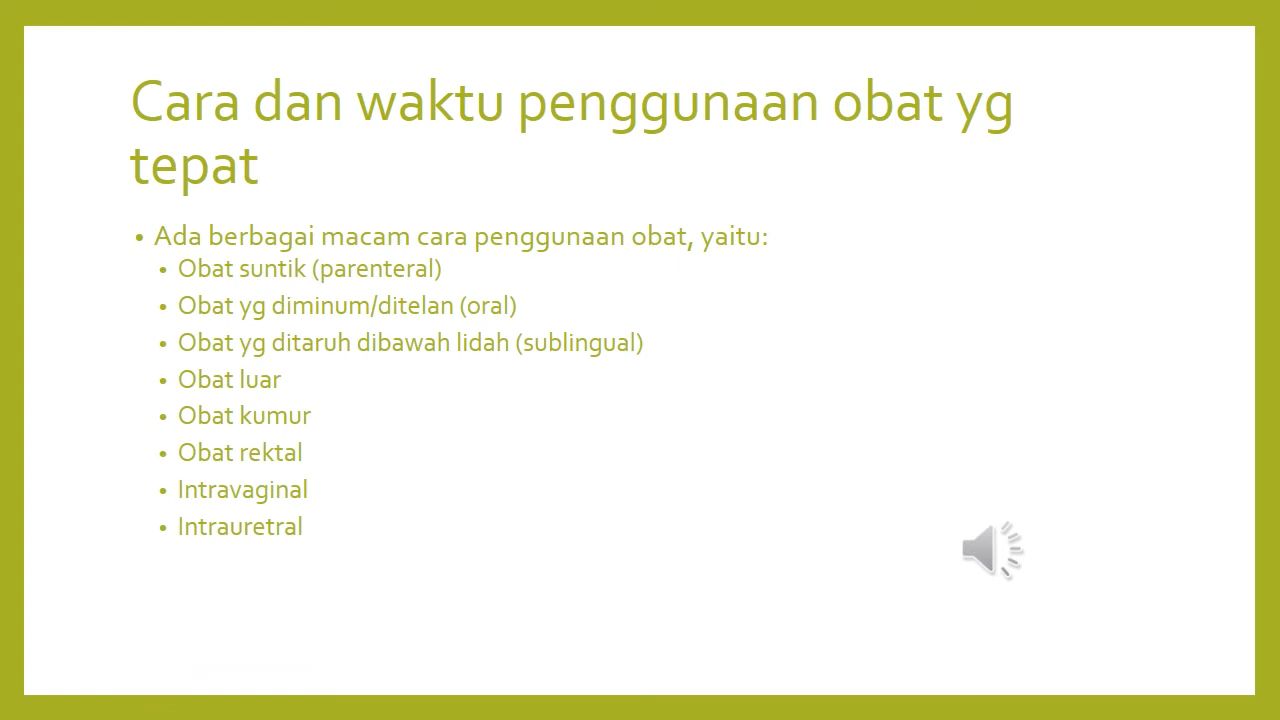 Cara dan waktu penggunaan obat yg
tepat
• Ada berbagai macam cara penggunaan obat, yaitu:
• Obat suntik (parenteral)
• Obat yg diminum/ditelan (oral)
• Obat yg ditaruh dibawah lidah (sublingual)
• Obat luar
• Obat kumur
• Obat rektal
• Intravaginal
• Intrauretral